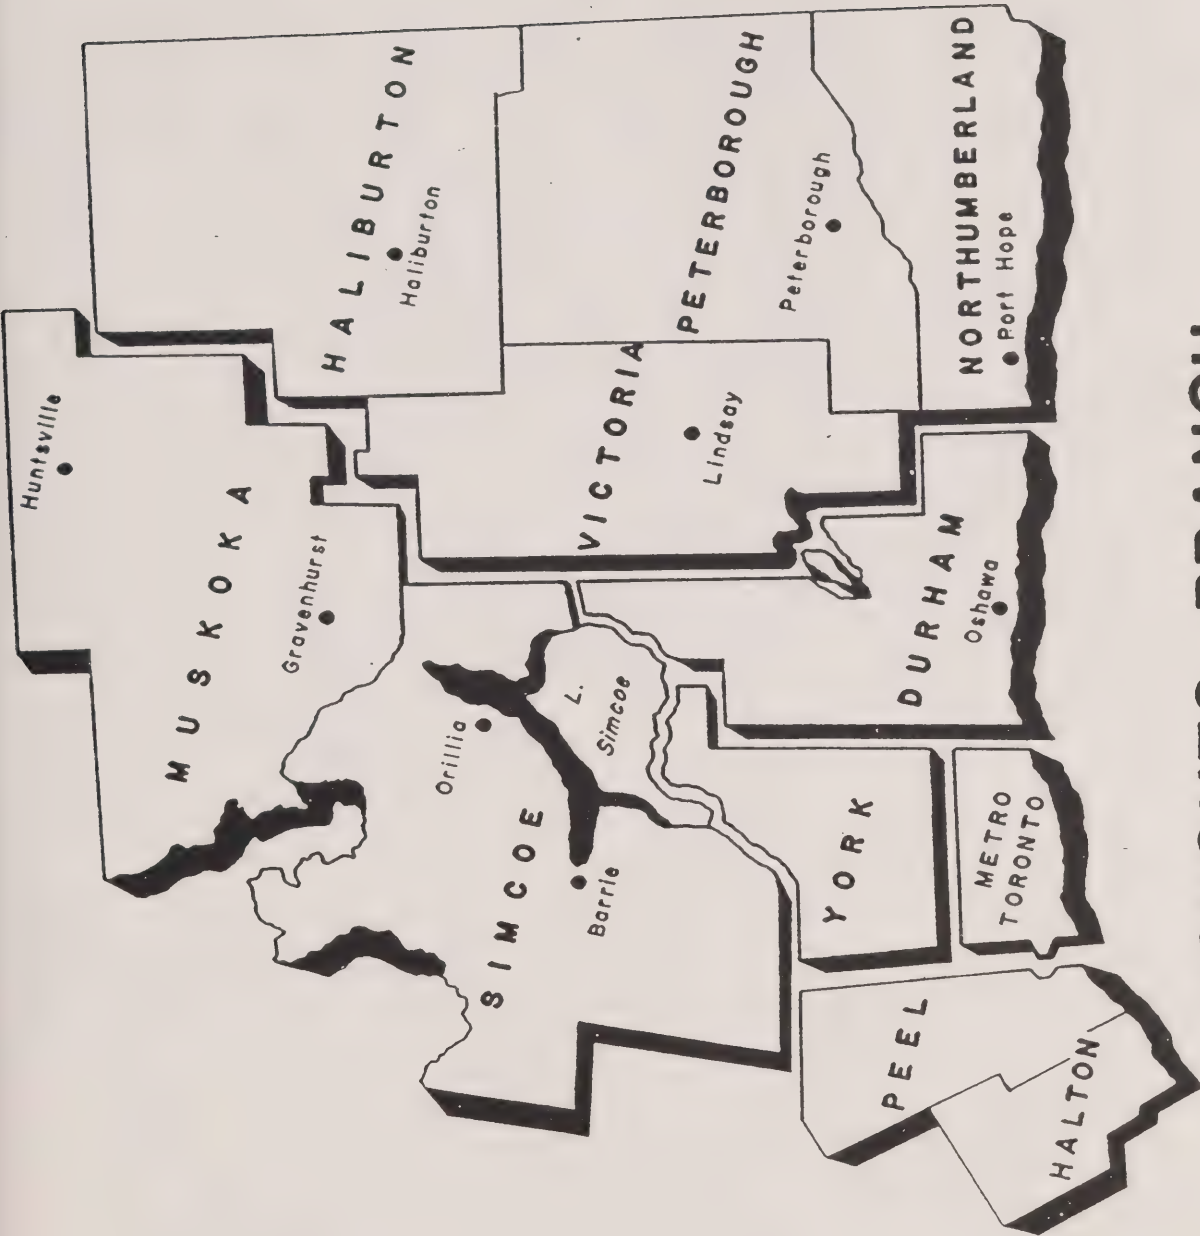 Huntsville
MUSKOKA
Gravenhurst
HALIBURTON
Haliburton
Orillia
L.
Simcoe
SIMCOE
Barrie
VICTORIA
Lindsay
PETERBOROUGH
Peterborough
NORTHUMBERLAND
Port Hope
DURHAM
Oshawa
YORK
METRO
TORONTO
PEEL
HALTON